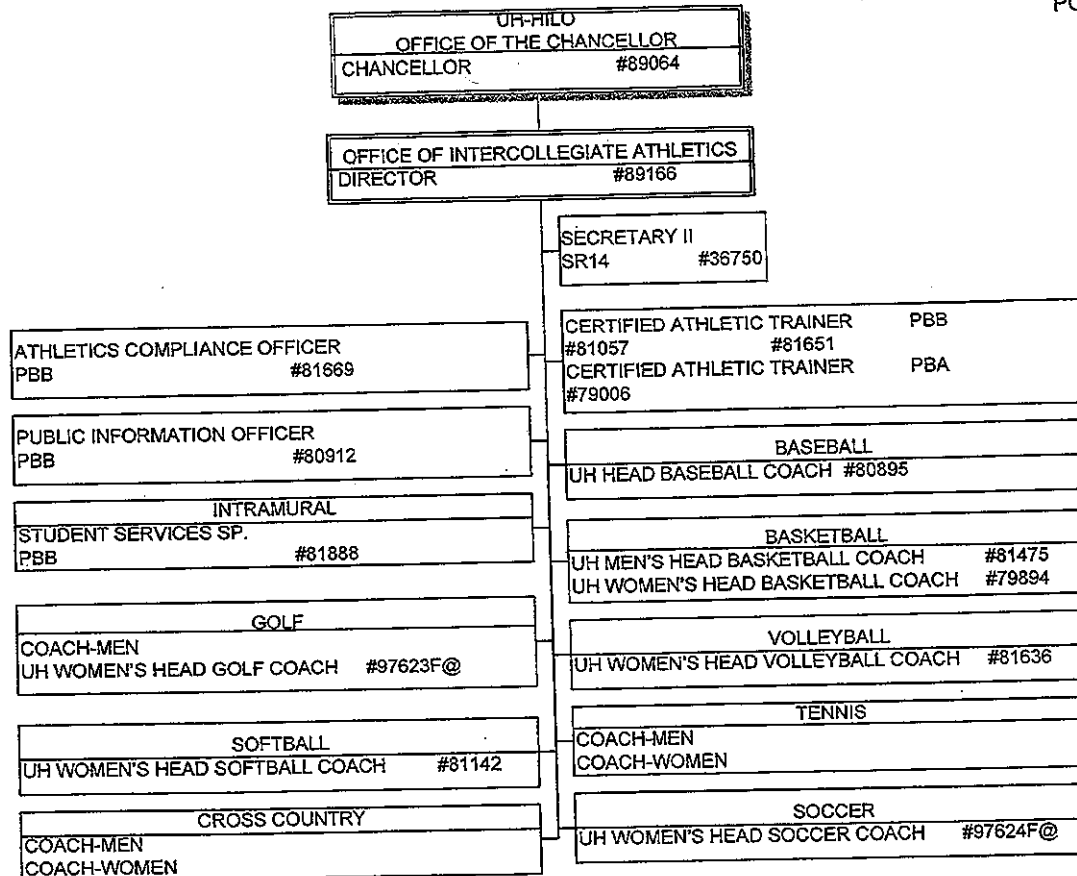 PO
UH-HILO
OFFICE OF THE CHANCELLOR
CHANCELLOR #89064
OFFICE OF INTERCOLLEGIATE ATHLETICS
DIRECTOR #89166
SECRETARY II
SR14 #36750
ATHLETICS COMPLIANCE OFFICER
PBB #81669
CERTIFIED ATHLETIC TRAINER PBB
#81057 #81651
CERTIFIED ATHLETIC TRAINER PBA
#79006
PUBLIC INFORMATION OFFICER
PBB #80912
BASEBALL
UH HEAD BASEBALL COACH #80895
INTRAMURAL
STUDENT SERVICES SP.
PBB #81888
BASKETBALL
UH MEN'S HEAD BASKETBALL COACH #81475
UH WOMEN'S HEAD BASKETBALL COACH #79894
GOLF
COACH-MEN
UH WOMEN'S HEAD GOLF COACH #97623F@
VOLLEYBALL
UH WOMEN'S HEAD VOLLEYBALL COACH #81636
SOFTBALL
UH WOMEN'S HEAD SOFTBALL COACH #81142
TENNIS
COACH-MEN
COACH-WOMEN
CROSS COUNTRY
COACH-MEN
COACH-WOMEN
SOCCER
UH WOMEN'S HEAD SOCCER COACH #97624F@